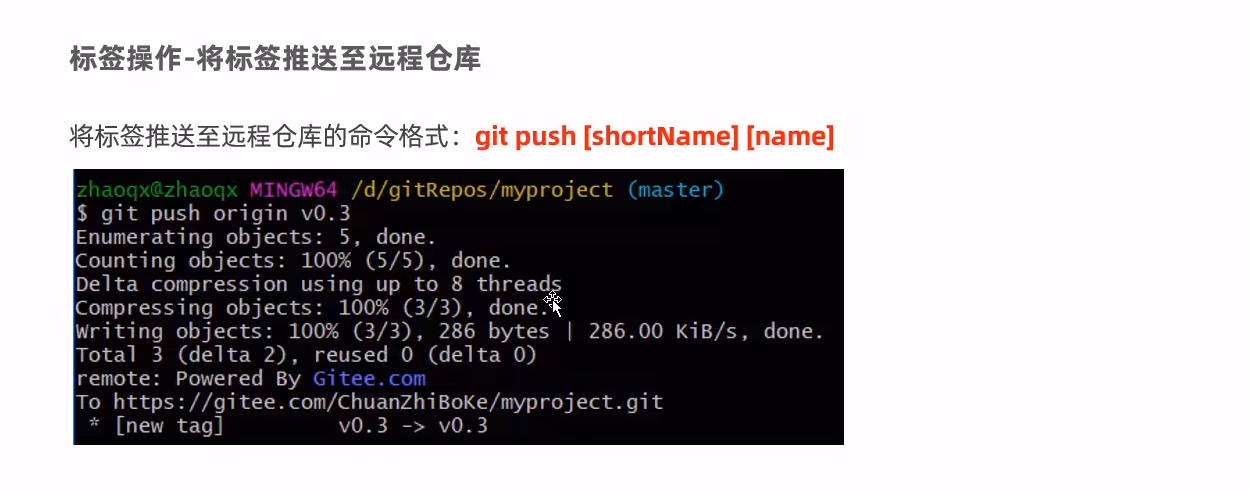 标签操作-将标签推送至远程仓库
将标签推送至远程仓库的命令格式：git push [shortName] [name]
zhaoqx@zhaoqx MINGW64 /d/gitRepos/myproject (master)
$ git push origin v0.3
Enumerating objects: 5, done.
Counting objects: 100% (5/5), done.
Delta compression using up to 8 threads
Compressing objects: 100% (3/3), done.
Writing objects: 100% (3/3), 286 bytes | 286.00 KiB/s, done.
Total 3 (delta 2), reused 0 (delta 0)
remote: Powered By Gitee.com
To https://gitee.com/ChuanZhiBoKe/myproject.git
 * [new tag]         v0.3 -> v0.3